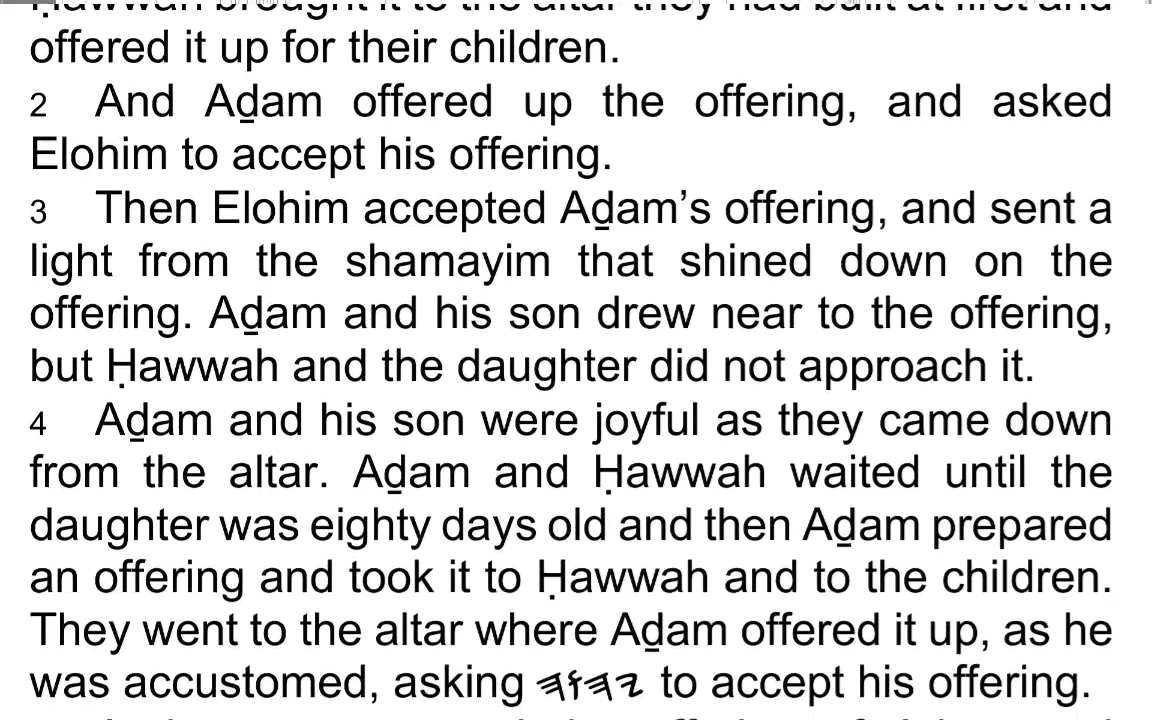 offered it up for their children.
2 And Aḏam offered up the offering, and asked
Elohim to accept his offering.
3 Then Elohim accepted Aḏam’s offering, and sent a
light from the shamayim that shined down on the
offering. Aḏam and his son drew near to the offering,
but Ḥawwah and the daughter did not approach it.
4 Aḏam and his son were joyful as they came down
from the altar. Aḏam and Ḥawwah waited until the
daughter was eighty days old and then Aḏam prepared
an offering and took it to Ḥawwah and to the children.
They went to the altar where Aḏam offered it up, as he
was accustomed, asking 𐤉𐤄𐤅𐤄 to accept his offering.